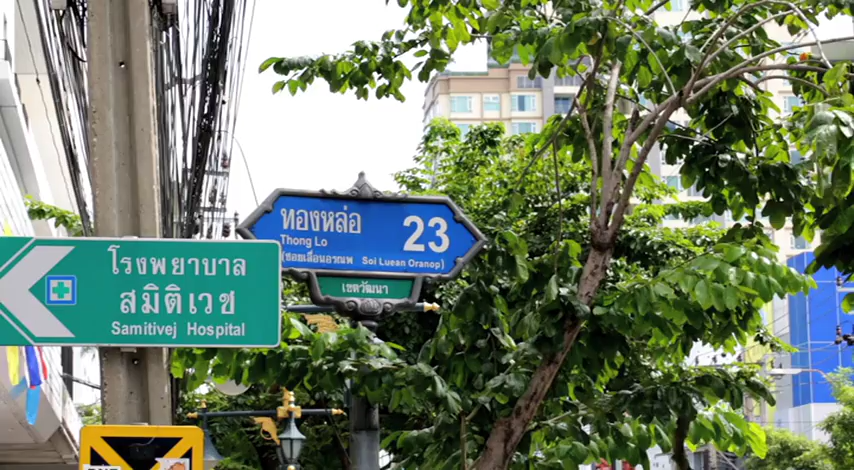 ทองหล่อ 23
Thong Lo
(ซอยเลือนอรณพ Soi Luean Oranop)
เขตวัฒนา
โรงพยาบาล
สมิติเวช
Samitivej Hospital